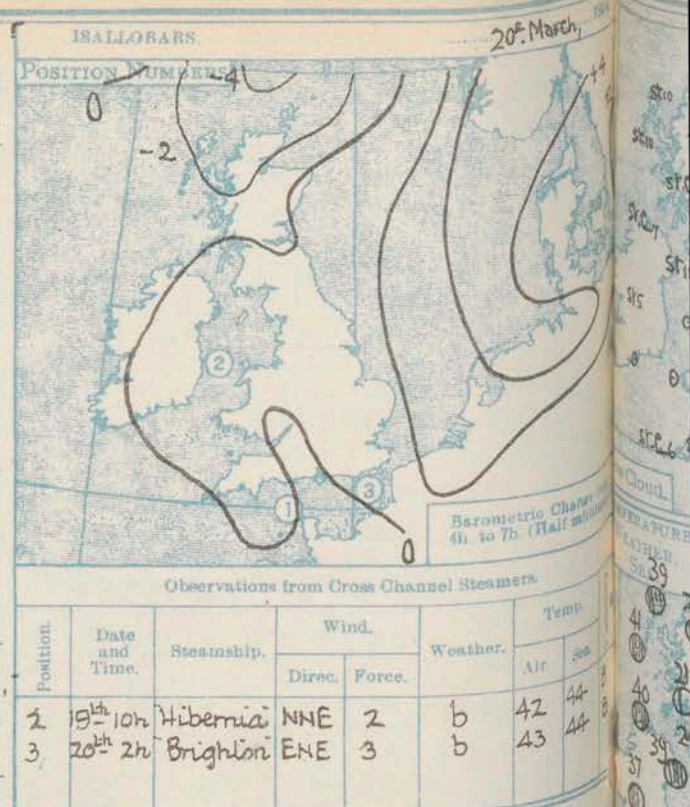 ISALLOBARS.
20th March,
POSITION NUMBERS
-4
+4
0
-2
2
1
3
0
Barometric Change
4h to 7h (Half
Observations from Cross Channel Steamers.
Position. Date and Time. Steamship. Wind. Weather. Temp.
Direc. Force. Air Sea
2 19th 10h Hibernia NNE 2 b 42 44
3 20th 2h Brighton ENE 3 b 43 44
St10
St10
St5
Cloud.
39
41
40
39
37